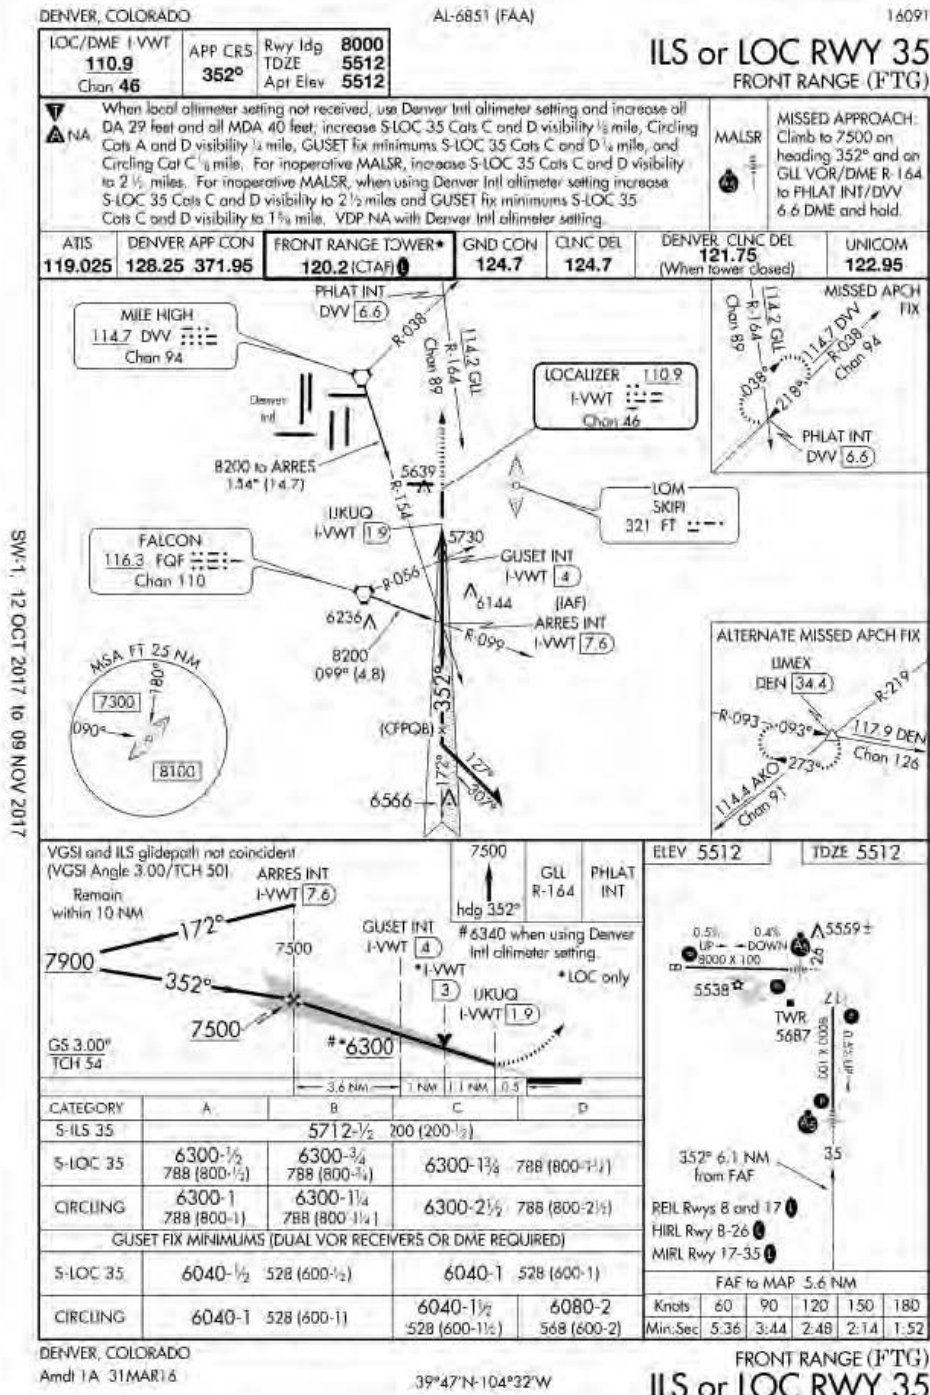 DENVER, COLORADO
AL-6851 (FAA)
16091
LOC/DME I-VWT
110.9
Chan 46
APP CRS
352°
Rwy ldg 8000
TDZE 5512
Apt Elev 5512
ILS or LOC RWY 35
FRONT RANGE (FTG)
T
A NA
When local altimeter setting not received, use Denver Intl altimeter setting and increase all
DA 29 feet and all MDA 40 feet; increase S-LOC 35 Cats C and D visibility ⅛ mile, Circling
Cats A and D visibility ¼ mile, GUSET fix minimums S-LOC 35 Cats C and D ¼ mile, and
Circling Cat C ⅛ mile. For inoperative MALSR, increase S-LOC 35 Cats C and D visibility
to 2 ½ miles. For inoperative MALSR, when using Denver Intl altimeter setting increase
S-LOC 35 Cats C and D visibility to 2½ miles and GUSET fix minimums S-LOC 35
Cats C and D visibility to 1⅜ mile. VDP NA with Denver Intl altimeter setting.
MALSR
A5
MISSED APPROACH:
Climb to 7500 on
heading 352° and on
GLL VOR/DME R-164
to PHLAT INT/DVV
6.6 DME and hold.
ATIS
119.025
DENVER APP CON
128.25 371.95
FRONT RANGE TOWER*
120.2 (CTAF) L
GND CON
124.7
CLNC DEL
124.7
DENVER CLNC DEL
121.75
(When tower closed)
UNICOM
122.95
PHLAT INT
DVV 6.6
MILE HIGH
114.7 DVV
Chan 94
R-038
114.2 GLL
R-164
Chan 89
Denver
Intl
LOCALIZER 110.9
I-VWT
Chan 46
8200 to ARRES
154° (14.7)
R-154
5639
LOM
SKIPI
321 FT
IJKUQ
I-VWT 1.9
5730
FALCON
116.3 FQF
Chan 110
R-056
GUSET INT
I-VWT 4
6144
(IAF)
ARRES INT
I-VWT 7.6
6236
R-099
8200
099° (4.8)
352°
(CFPQB)
172°
127°
307°
6566
MSA FT 25 NM
7300
180°
090°
8100
MISSED APCH
FIX
114.2 GLL
R-164
Chan 89
114.7 DVV
R-038
Chan 94
038°
218°
PHLAT INT
DVV 6.6
ALTERNATE MISSED APCH FIX
LIMEX
DEN 34.4
R-219
R-093
093°
117.9 DEN
Chan 126
273°
114.4 AKO
Chan 91
SW-1, 12 OCT 2017 to 09 NOV 2017
VGSI and ILS glidepath not coincident
(VGSI Angle 3.00/TCH 50).
ARRES INT
I-VWT 7.6
Remain
within 10 NM
172°
7500
7900
352°
7500
GS 3.00°
TCH 54
GUSET INT
I-VWT 4
#*6300
*I-VWT
3
IJKUQ
I-VWT 1.9
7500
hdg 352°
GLL
R-164
PHLAT
INT
#6340 when using Denver
Intl altimeter setting.
*LOC only
3.6 NM
1 NM
1.1 NM
0.5
ELEV 5512
TDZE 5512
0.5% UP
0.4% DOWN
8000 X 100
5559±
A5
8
26
5538
TWR
5687
17
8000 X 100
0.5% UP
P
A5
35
352° 6.1 NM
from FAF
REIL Rwys 8 and 17 L
HIRL Rwy 8-26 L
MIRL Rwy 17-35 L
FAF to MAP 5.6 NM
Knots 60 90 120 150 180
Min:Sec 5:36 3:44 2:48 2:14 1:52
CATEGORY A B C D
S-ILS 35 5712-½ 200 (200-½)
S-LOC 35
6300-½
788 (800-½)
6300-¾
788 (800-¾)
6300-1¾ 788 (800-1¾)
CIRCLING
6300-1
788 (800-1)
6300-1¼
788 (800-1¼)
6300-2½ 788 (800-2½)
GUSET FIX MINIMUMS (DUAL VOR RECEIVERS OR DME REQUIRED)
S-LOC 35 6040-½ 528 (600-½) 6040-1 528 (600-1)
CIRCLING 6040-1 528 (600-1)
6040-1½
528 (600-1½)
6080-2
568 (600-2)
DENVER, COLORADO
Amdt 1A 31MAR16
39°47'N-104°32'W
FRONT RANGE (FTG)
ILS or LOC RWY 35